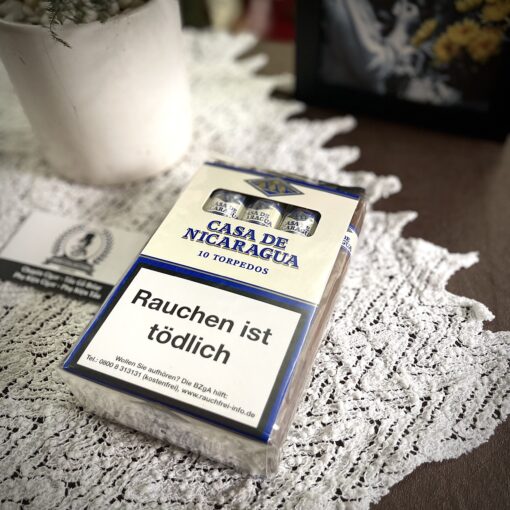 CASA DE
NICARAGUA
10 TORPEDOS
Rauchen ist
tödlich
Wollen Sie aufhören? Die BZgA hilft:
Tel.: 0800 8 313131 (kostenfrei), www.rauchfrei-info.de